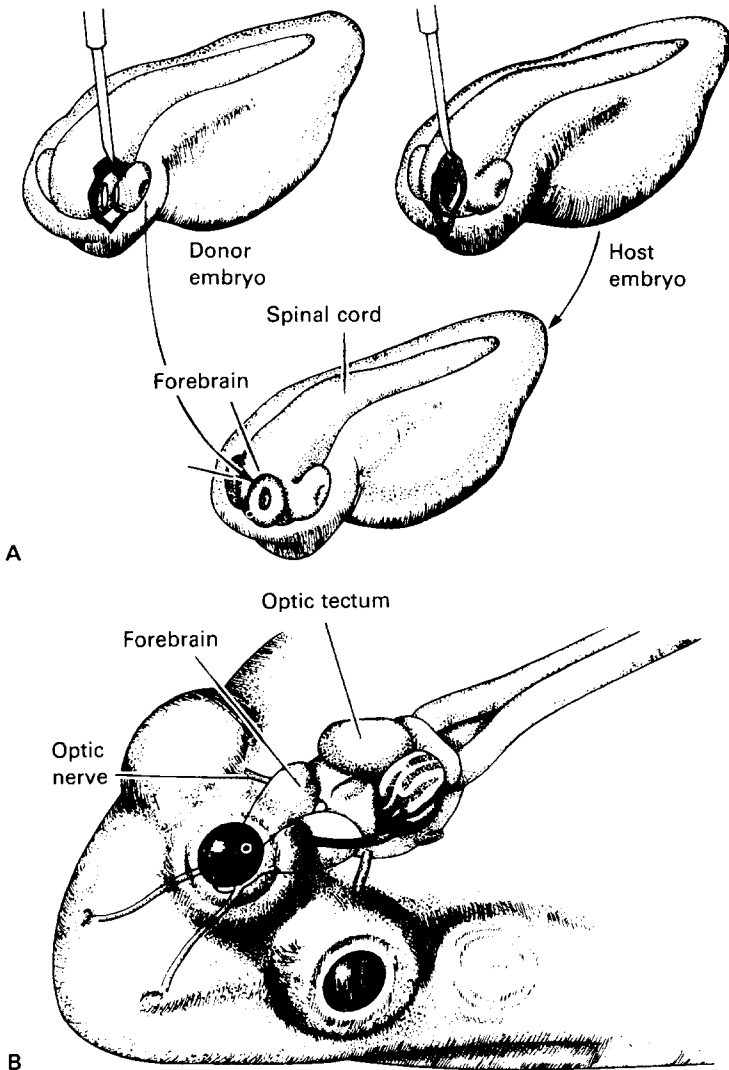 Donor
embryo
Host
embryo
Spinal cord
Forebrain
A
Optic tectum
Forebrain
Optic
nerve
B